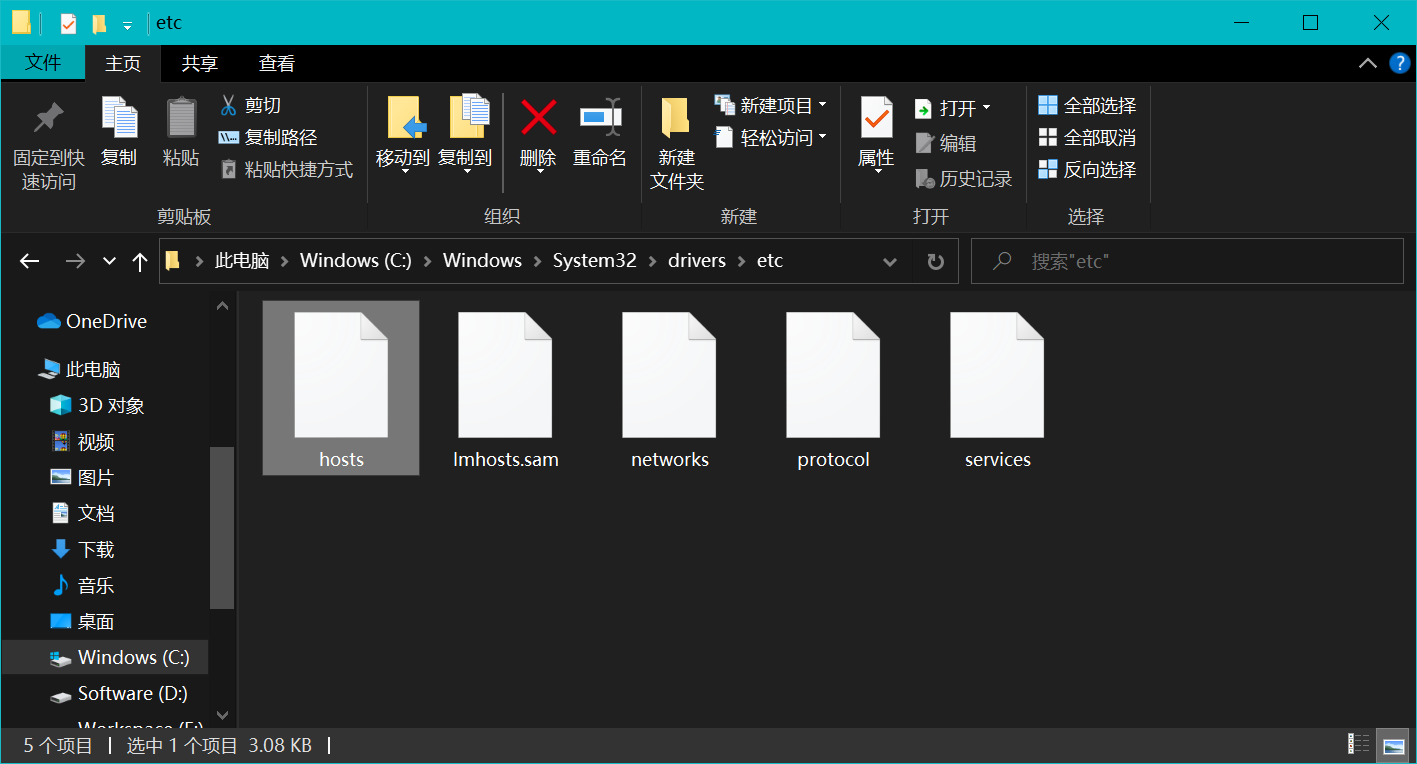 etc
文件 主页 共享 查看
固定到快速访问
复制
粘贴
剪切
复制路径
粘贴快捷方式
剪贴板
移动到
复制到
删除
重命名
组织
新建
文件夹
新建项目
轻松访问
新建
属性
打开
编辑
历史记录
打开
全部选择
全部取消
反向选择
选择
此电脑 Windows (C:) Windows System32 drivers etc
搜索"etc"
OneDrive
此电脑
3D 对象
视频
图片
文档
下载
音乐
桌面
Windows (C:)
Software (D:)
hosts
lmhosts.sam
networks
protocol
services
5 个项目 选中 1 个项目 3.08 KB